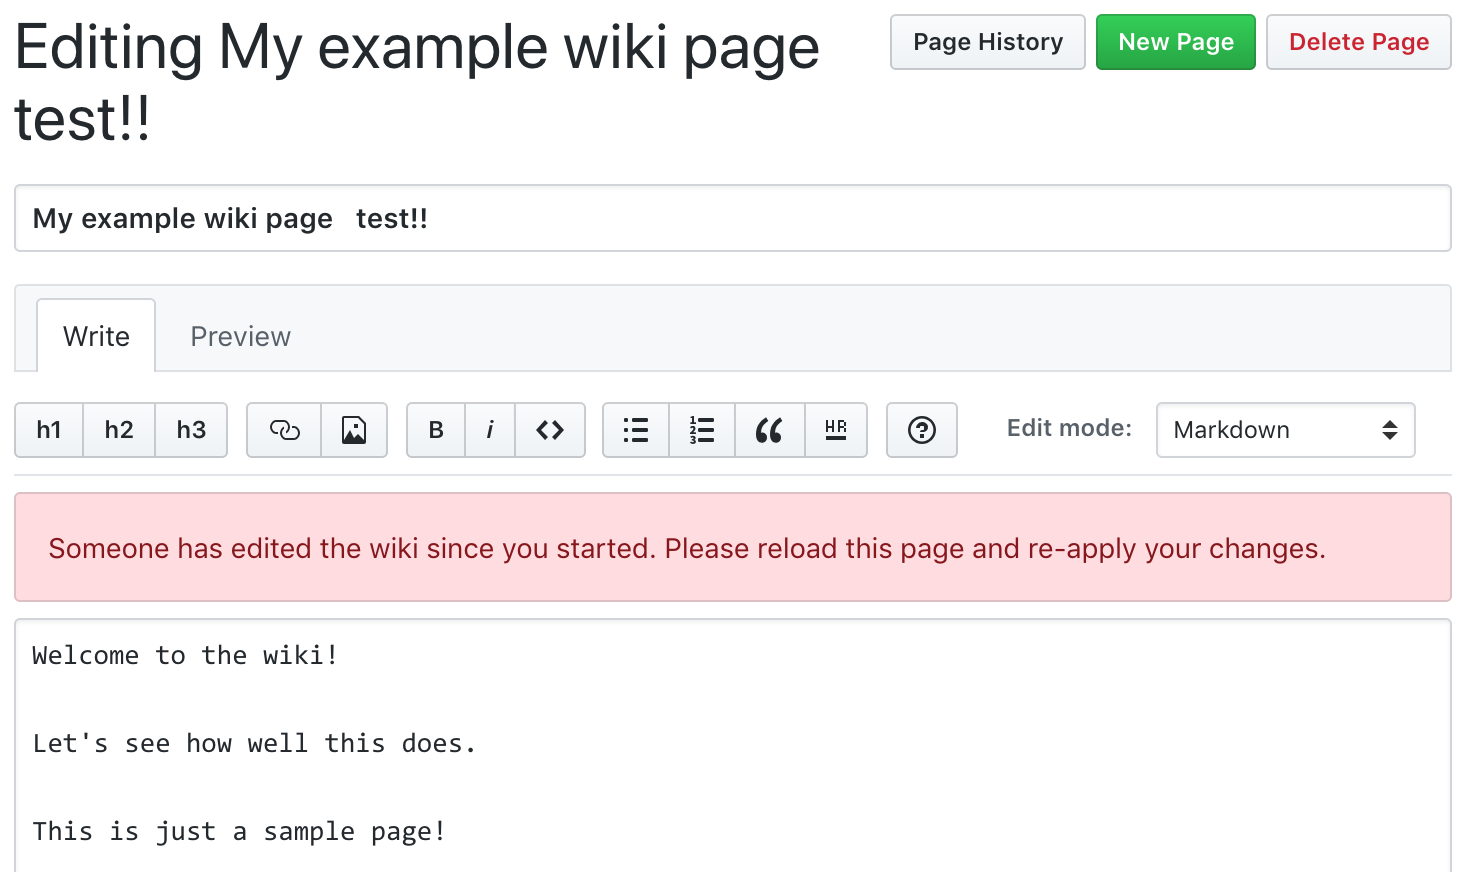 Editing My example wiki page
test!!
Page History
New Page
Delete Page
My example wiki page   test!!
Write
Preview
h1 h2 h3 B i <> 1 2 3 “ HR ? Edit mode: Markdown
Someone has edited the wiki since you started. Please reload this page and re-apply your changes.
Welcome to the wiki!
Let's see how well this does.
This is just a sample page!